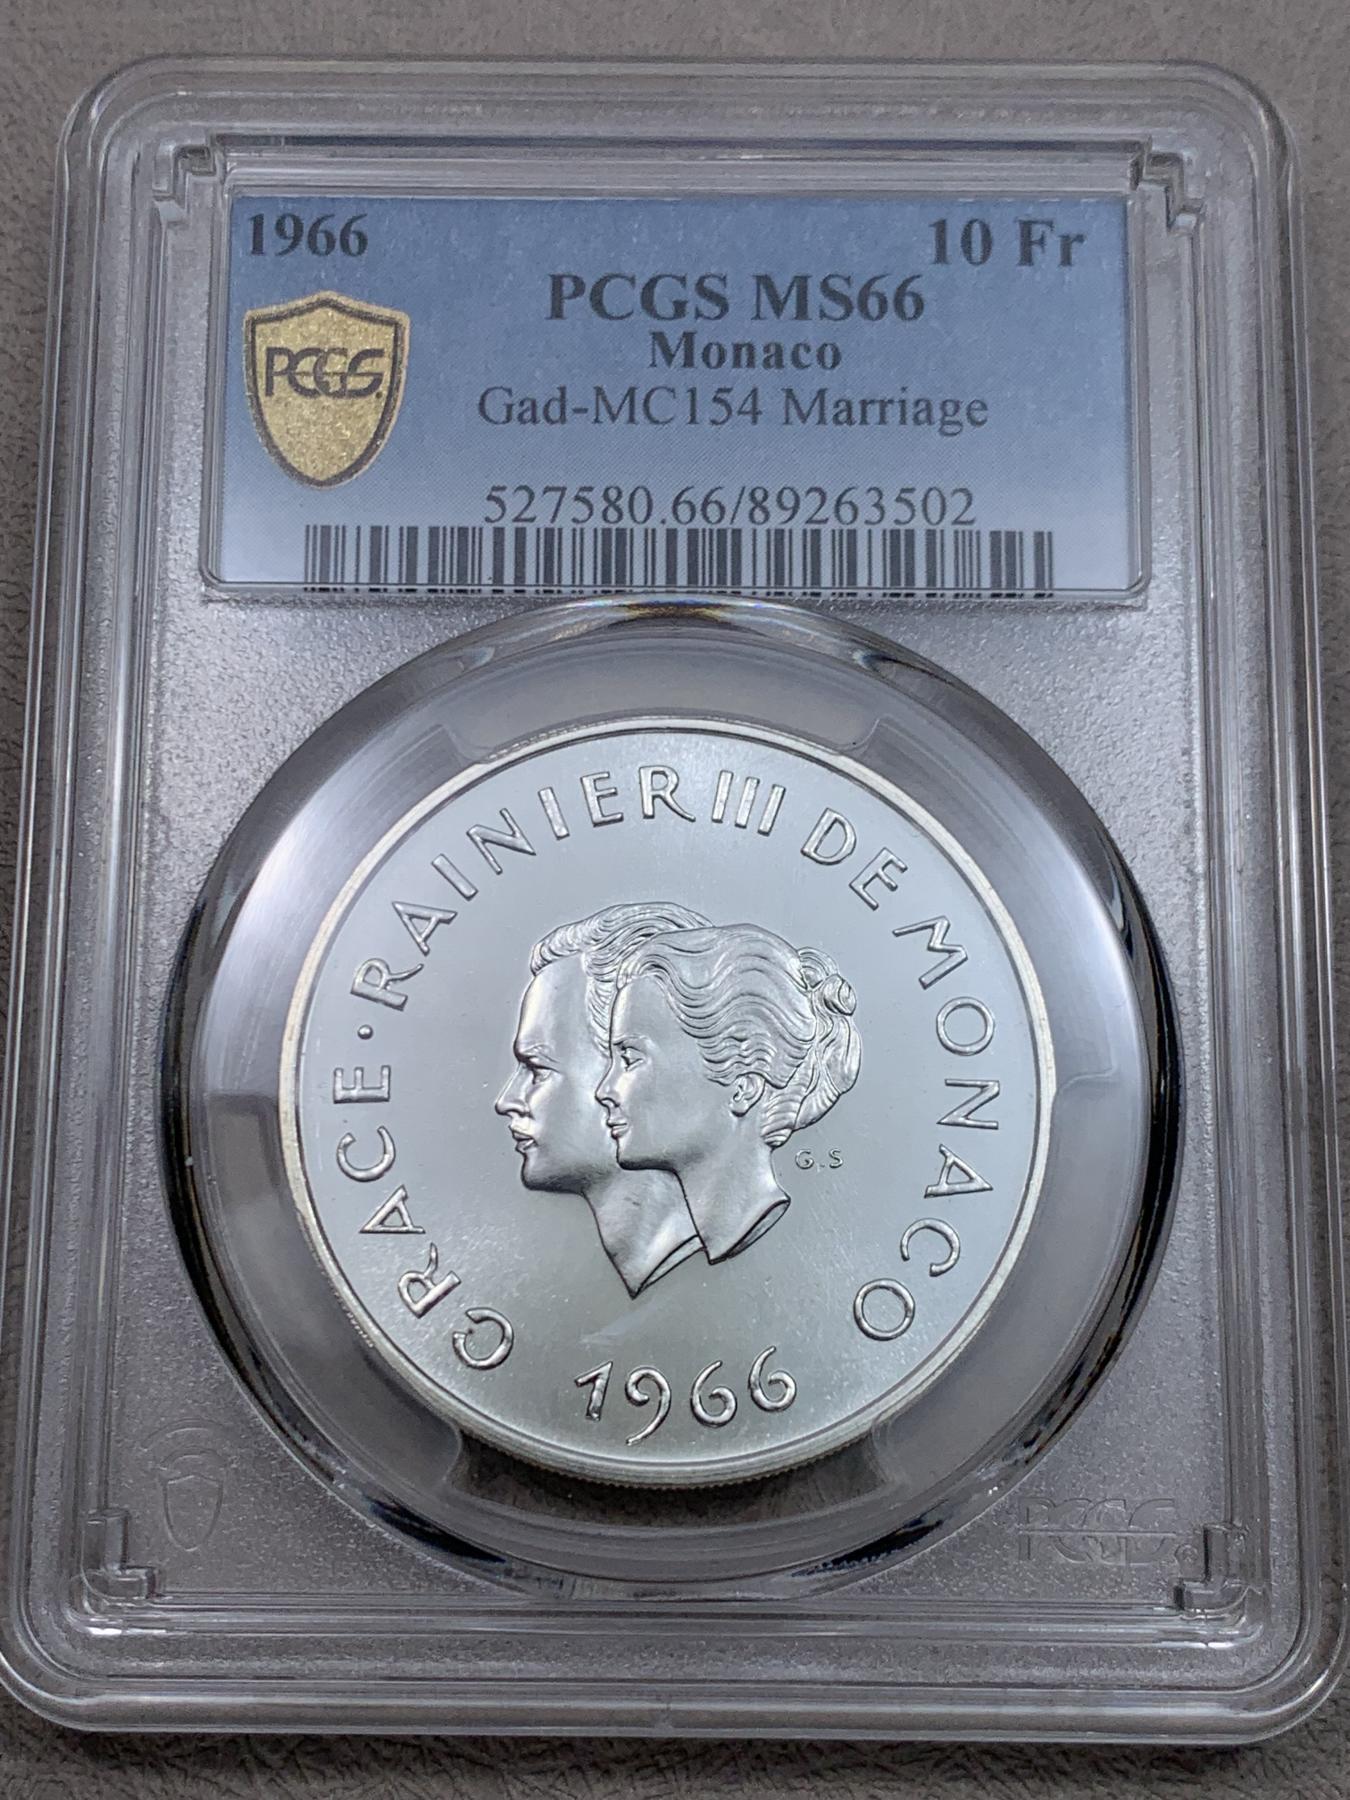 1966
10 Fr
PCGS MS66
Monaco
Gad-MC154 Marriage
PCGS
527580.66/89263502
GRACE · RAINIER III DE MONACO
G.S
1966
PCGS